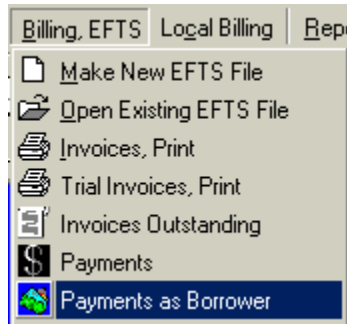 Billing, EFTS Local Billing Rep
Make New EFTS File
Open Existing EFTS File
Invoices, Print
Trial Invoices, Print
Invoices Outstanding
Payments
Payments as Borrower